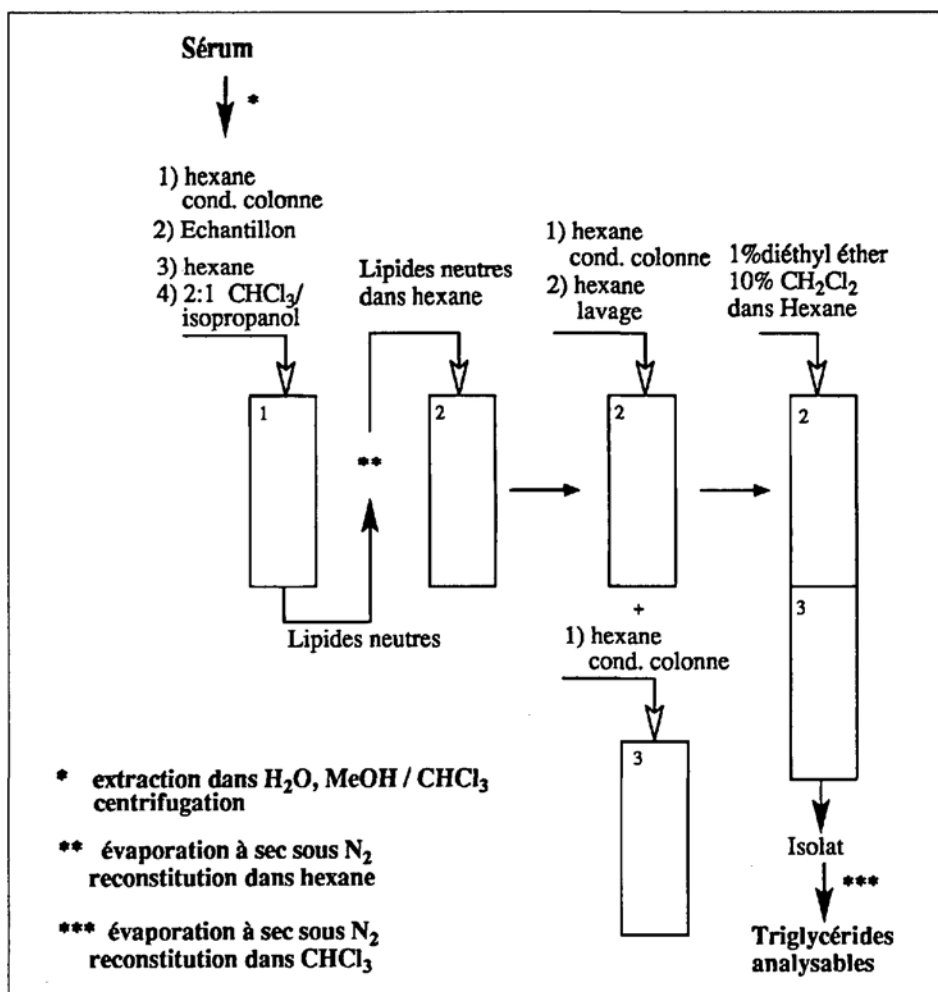 Sérum
*
1) hexane
cond. colonne
2) Echantillon
3) hexane
4) 2:1 CHCl₃/
isopropanol
1
Lipides neutres
**
Lipides neutres
dans hexane
2
1) hexane
cond. colonne
2) hexane
lavage
2
+
1) hexane
cond. colonne
3
1%diéthyl éther
10% CH₂Cl₂
dans Hexane
2
3
Isolat
***
Triglycérides
analysables
* extraction dans H₂O, MeOH / CHCl₃
centrifugation
** évaporation à sec sous N₂
reconstitution dans hexane
*** évaporation à sec sous N₂
reconstitution dans CHCl₃